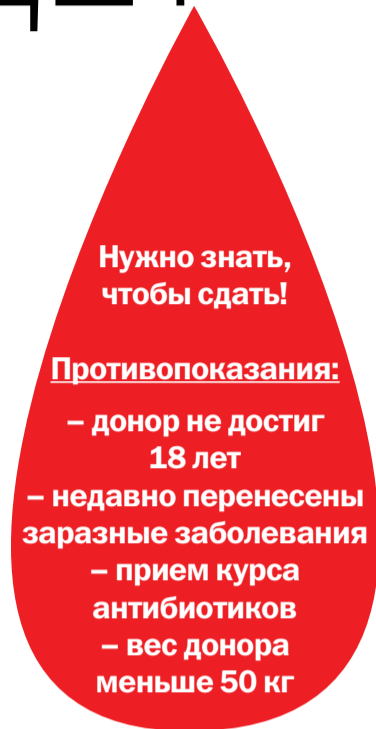 Нужно знать,
чтобы сдать!
Противопоказания:
– донор не достиг
18 лет
– недавно перенесены
заразные заболевания
– прием курса
антибиотиков
– вес донора
меньше 50 кг